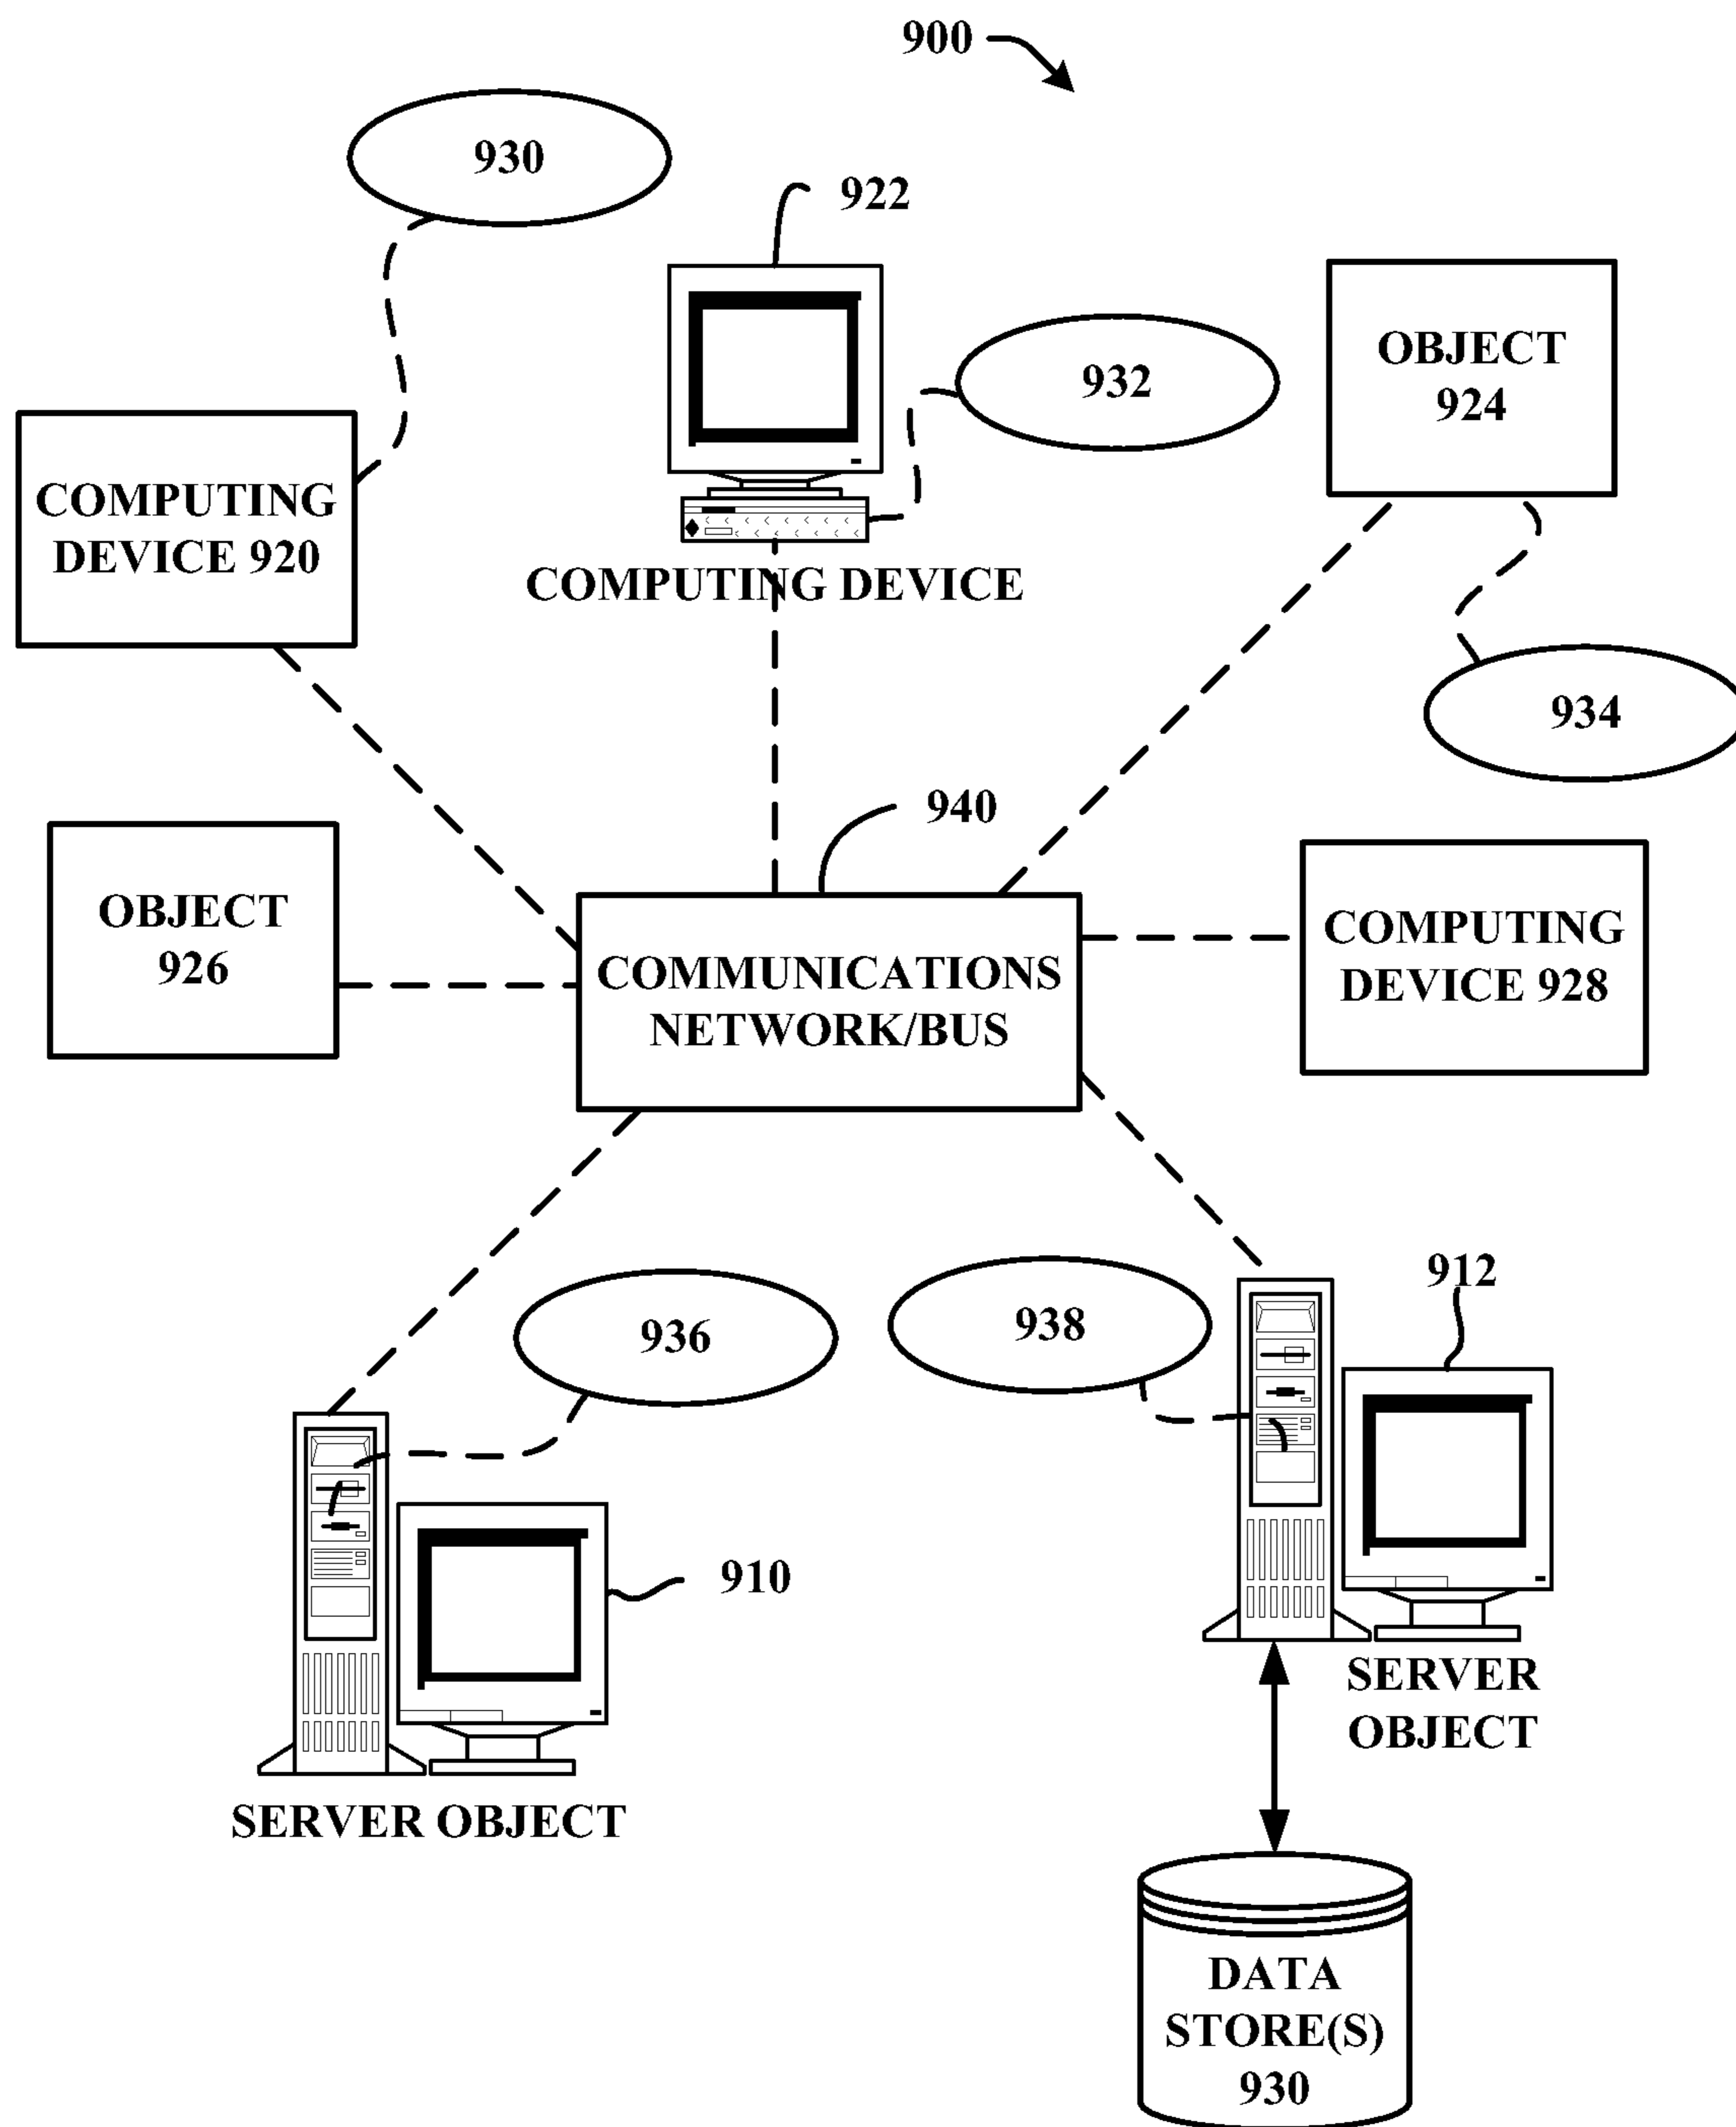 900
930
922
932
OBJECT
924
COMPUTING
DEVICE 920
COMPUTING DEVICE
934
940
OBJECT
926
COMPUTING
DEVICE 928
COMMUNICATIONS
NETWORK/BUS
936
938
912
910
SERVER
OBJECT
SERVER OBJECT
DATA
STORE(S)
930